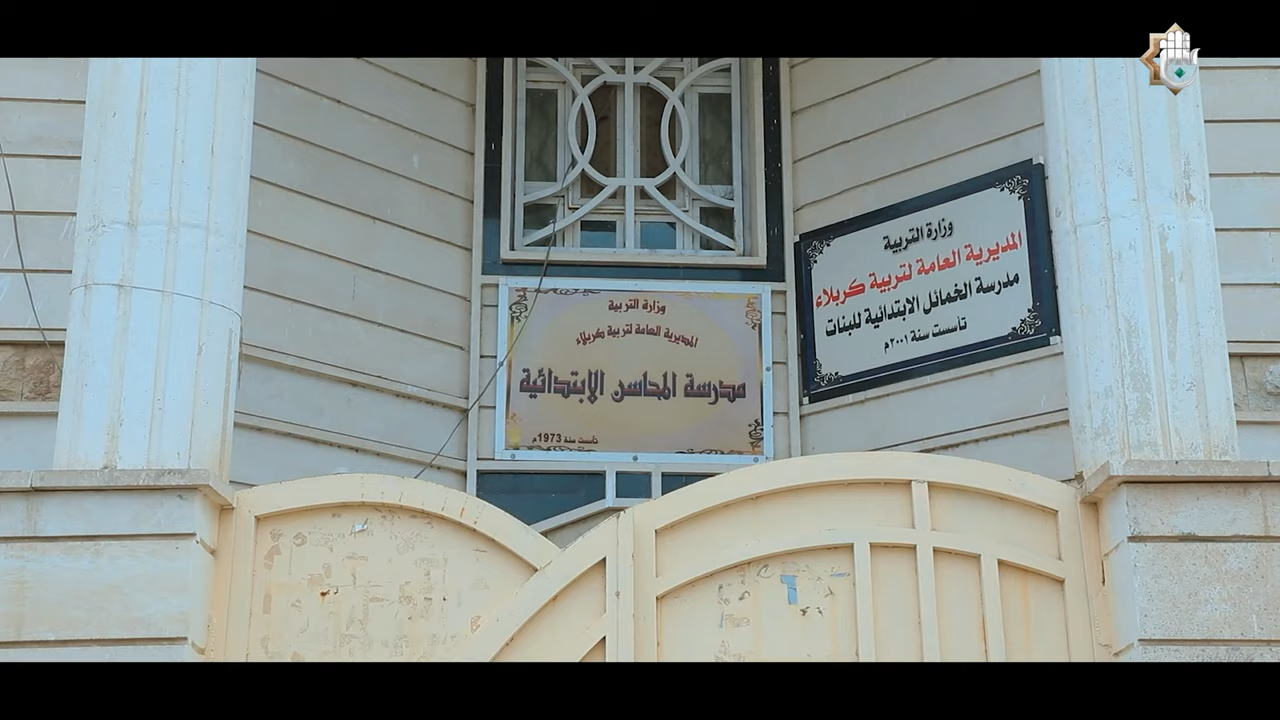 وزارة التربية
المديرية العامة لتربية كربلاء
مدرسة الخمائل الابتدائية للبنات
تأسست سنة ٢٠٠١م
وزارة التربية
المديرية العامة لتربية كربلاء
مدرسة المحاسن الابتدائية
تأسست سنة 1973م